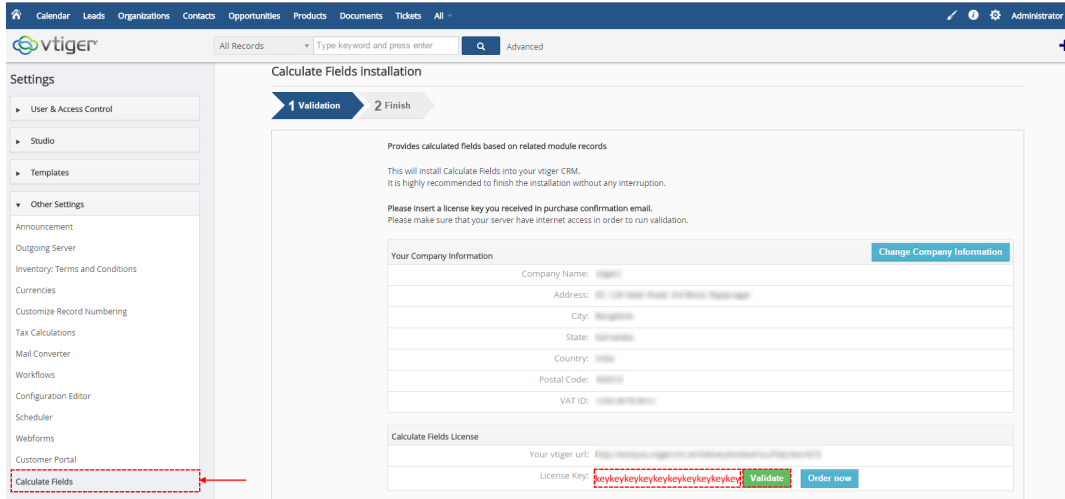 Calendar Leads Organizations Contacts Opportunities Products Documents Tickets All Administrator
vtiger All Records Type keyword and press enter Advanced
Settings
User & Access Control
Studio
Templates
Other Settings
Announcement
Outgoing Server
Inventory: Terms and Conditions
Currencies
Customize Record Numbering
Tax Calculations
Mail Converter
Workflows
Configuration Editor
Scheduler
Webforms
Customer Portal
Calculate Fields
Calculate Fields installation
1 Validation 2 Finish
Provides calculated fields based on related module records
This will install Calculate Fields into your vtiger CRM.
It is highly recommended to finish the installation without any interruption.
Please insert a license key you received in purchase confirmation email.
Please make sure that your server have internet access in order to run validation.
Your Company Information Change Company Information
Company Name:
Address:
City:
State:
Country:
Postal Code:
VAT ID:
Calculate Fields License
Your vtiger url:
License Key: keykeykeykeykeykeykeykeykeykey Validate Order now